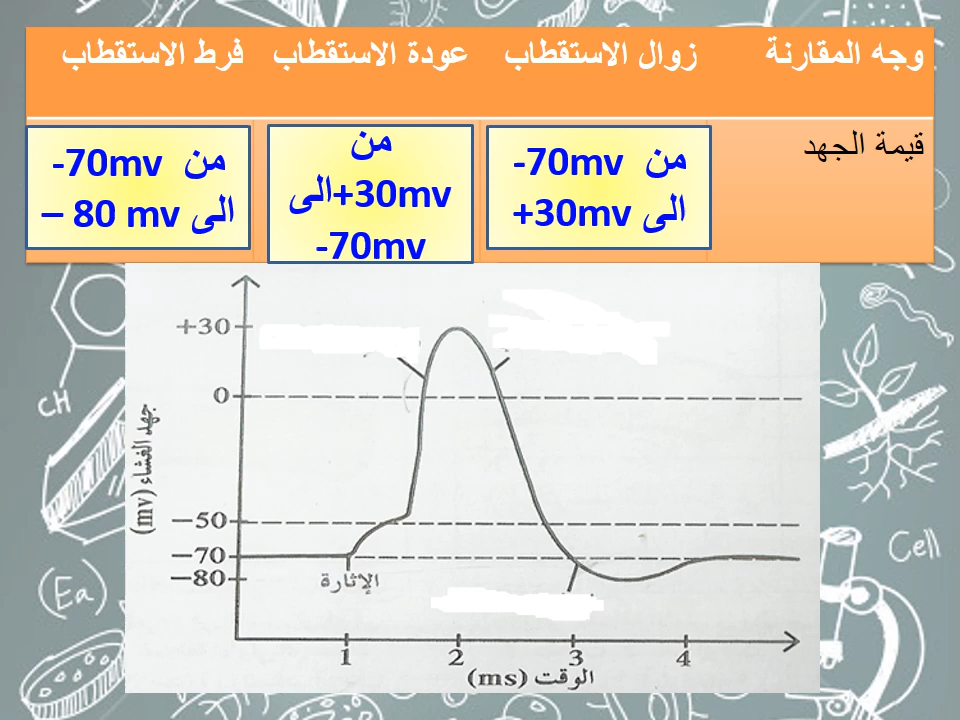 وجه المقارنة زوال الاستقطاب عودة الاستقطاب فرط الاستقطاب
قيمة الجهد
من -70mv
الى +30mv
من
+30mv الى
-70mv
من -70mv
الى – 80 mv
+30
0
−50
−70
−80
جهد الغشاء (mv)
الإثارة
1 2 3 4
الوقت (ms)
CH
(Ea)
Cell